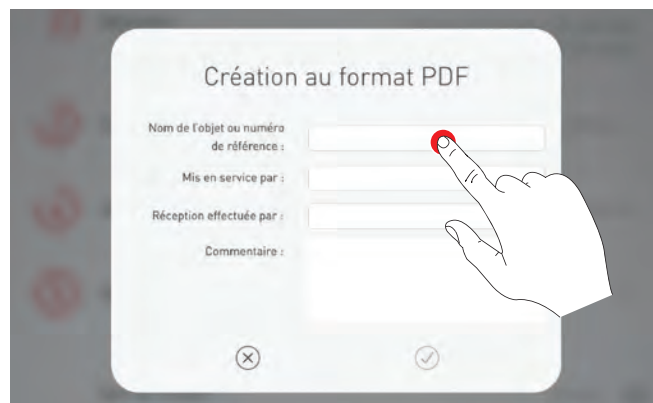 Création au format PDF
Nom de l'objet ou numéro
de référence :
Mis en service par :
Réception effectuée par :
Commentaire :